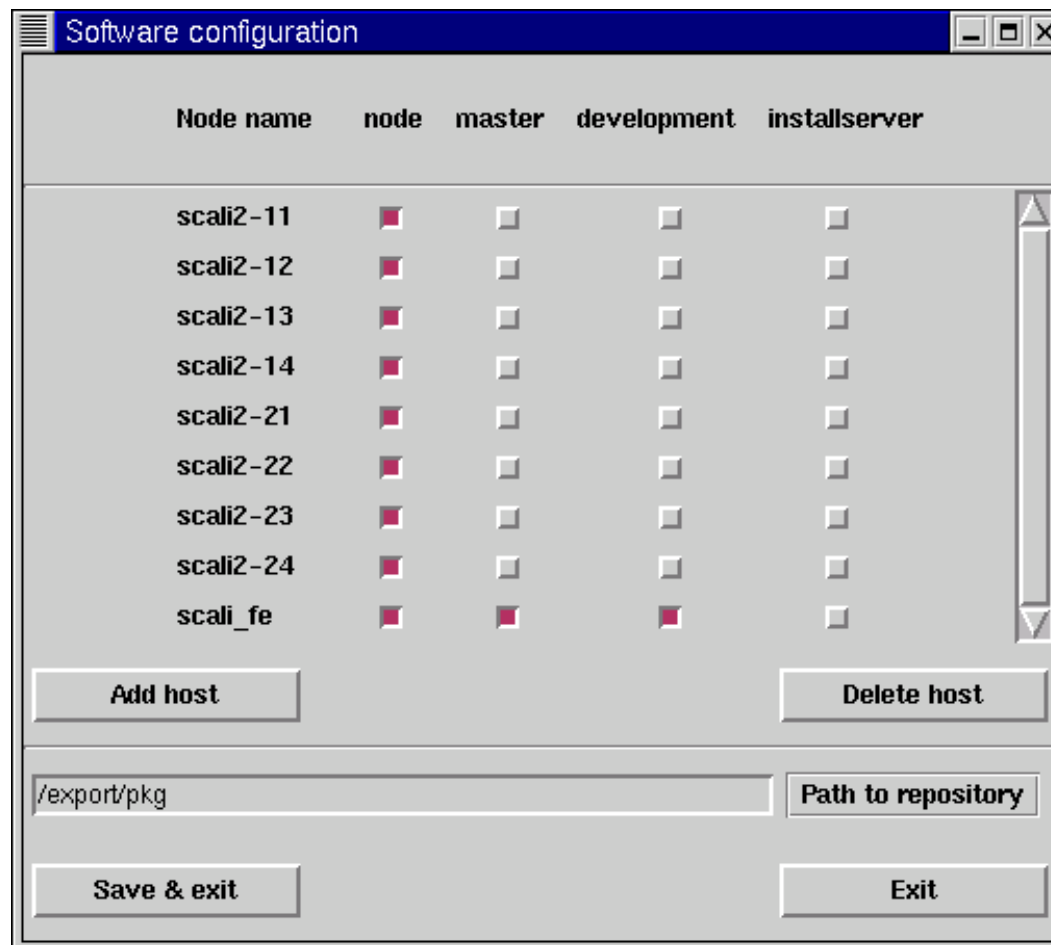 Software configuration
Node name node master development installserver
scali2-11
scali2-12
scali2-13
scali2-14
scali2-21
scali2-22
scali2-23
scali2-24
scali_fe
Add host Delete host
/export/pkg Path to repository
Save & exit Exit